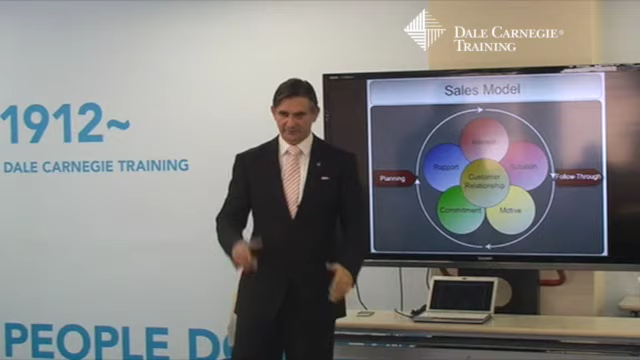 DALE CARNEGIE®
TRAINING
Sales Model
1912~
DALE CARNEGIE TRAINING
Interest
Rapport
Solution
Planning
Customer
Relationship
Follow-Through
Commitment
Motive
PEOPLE DO